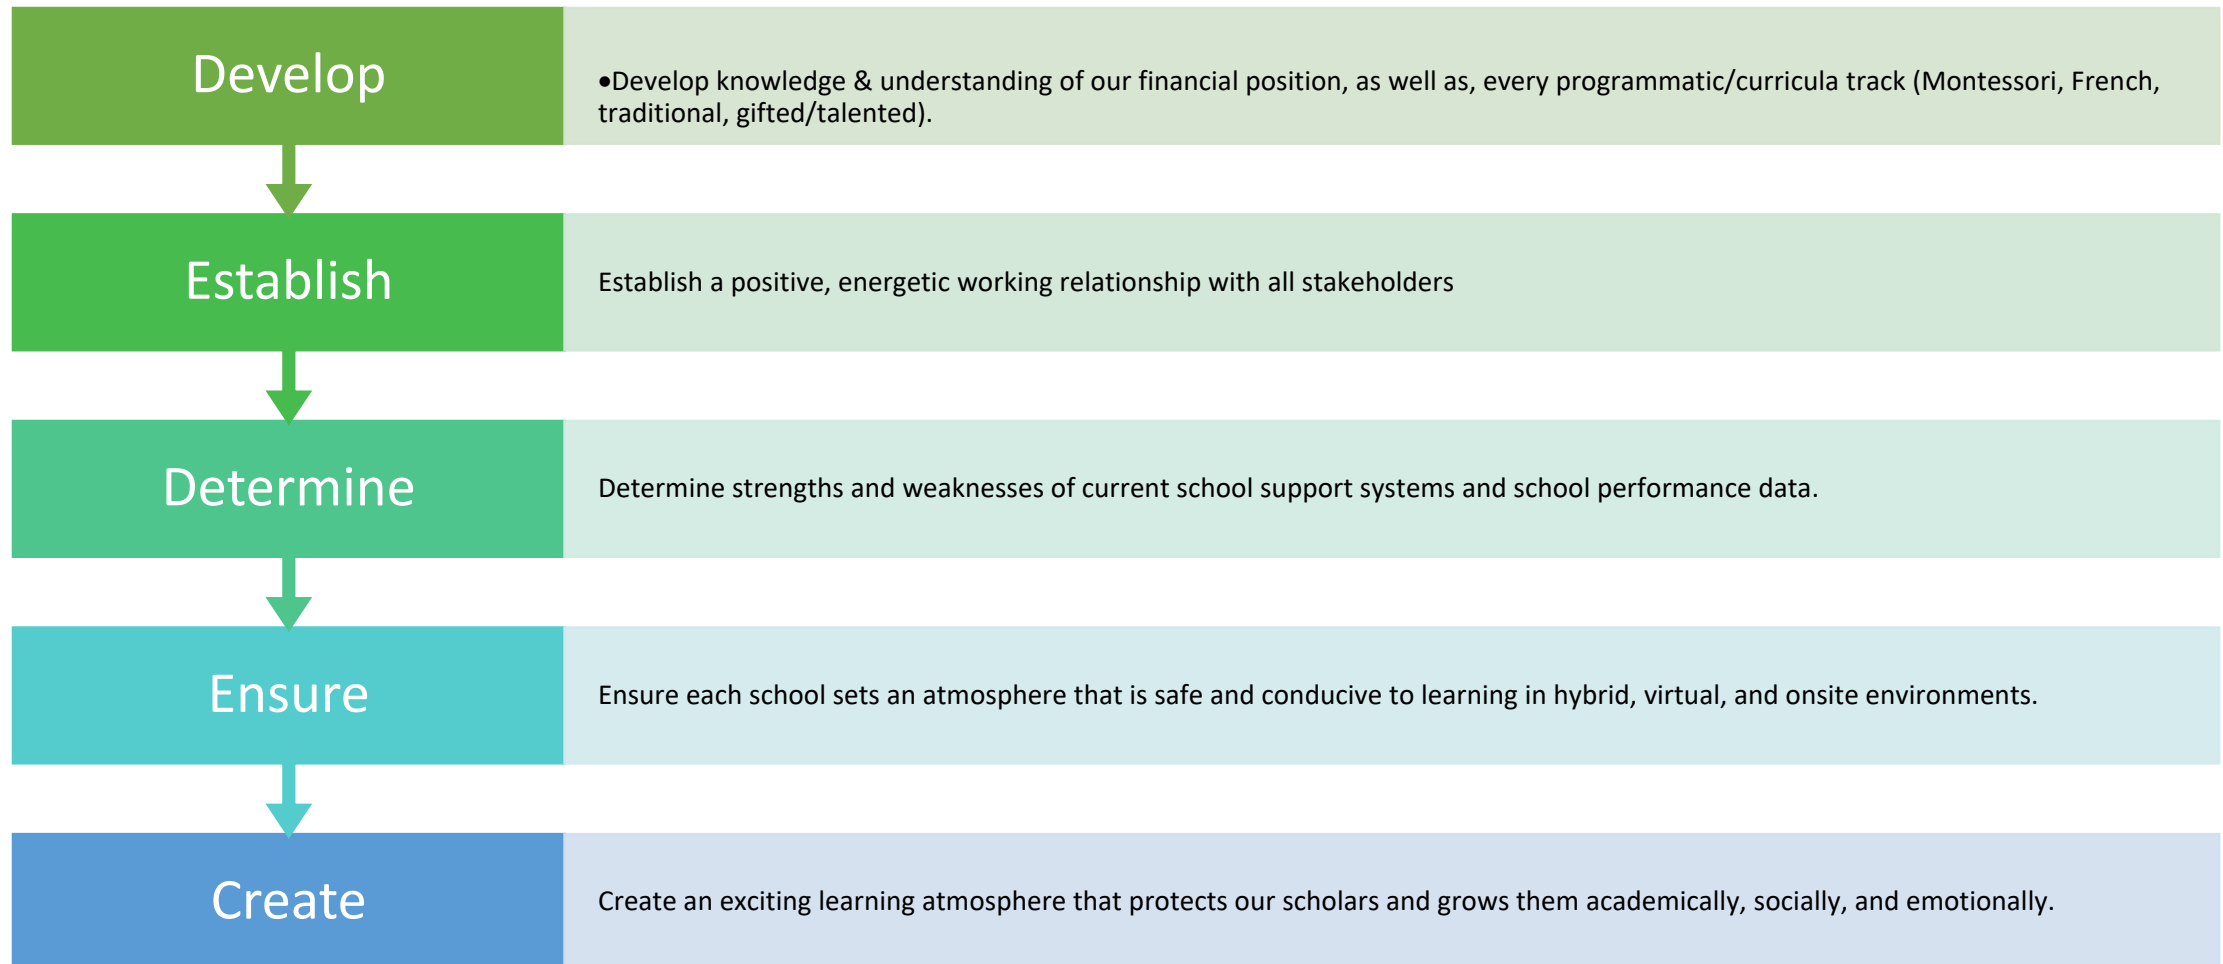 Develop
•Develop knowledge & understanding of our financial position, as well as, every programmatic/curricula track (Montessori, French,
traditional, gifted/talented).
Establish
Establish a positive, energetic working relationship with all stakeholders
Determine
Determine strengths and weaknesses of current school support systems and school performance data.
Ensure
Ensure each school sets an atmosphere that is safe and conducive to learning in hybrid, virtual, and onsite environments.
Create
Create an exciting learning atmosphere that protects our scholars and grows them academically, socially, and emotionally.